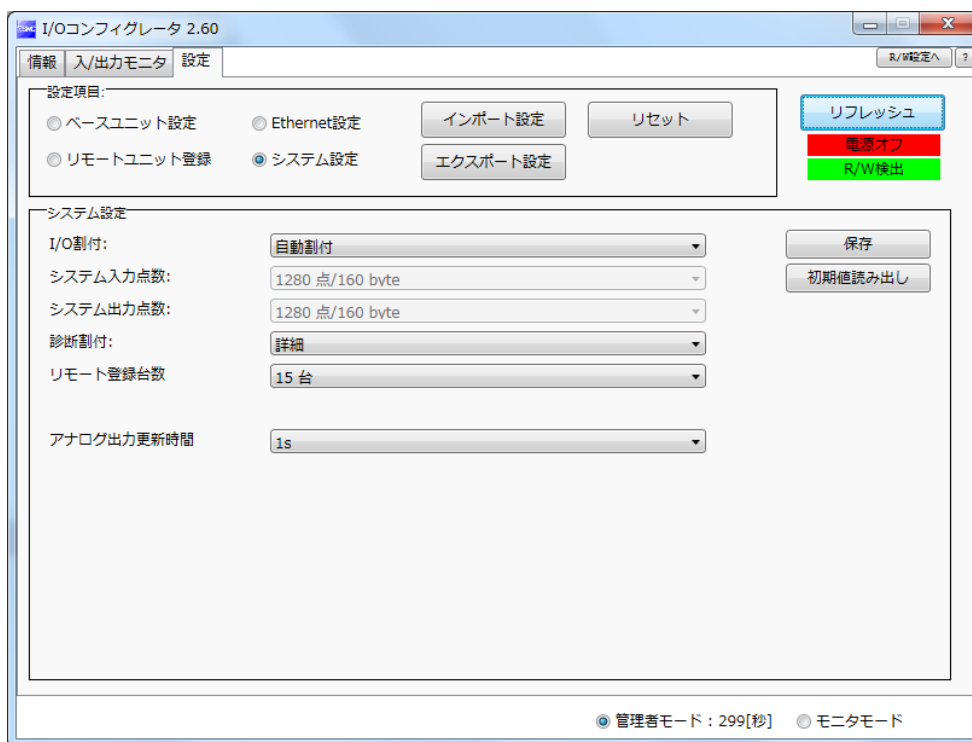 I/Oコンフィグレータ 2.60
情報 入/出力モニタ 設定 R/W設定へ ?
設定項目:
ベースユニット設定 Ethernet設定 インポート設定 リセット リフレッシュ
電源オフ
リモートユニット登録 システム設定 エクスポート設定 R/W検出
システム設定
I/O割付: 自動割付 保存
システム入力点数: 1280 点/160 byte 初期値読み出し
システム出力点数: 1280 点/160 byte
診断割付: 詳細
リモート登録台数 15 台
アナログ出力更新時間 1s
管理者モード:299[秒] モニタモード